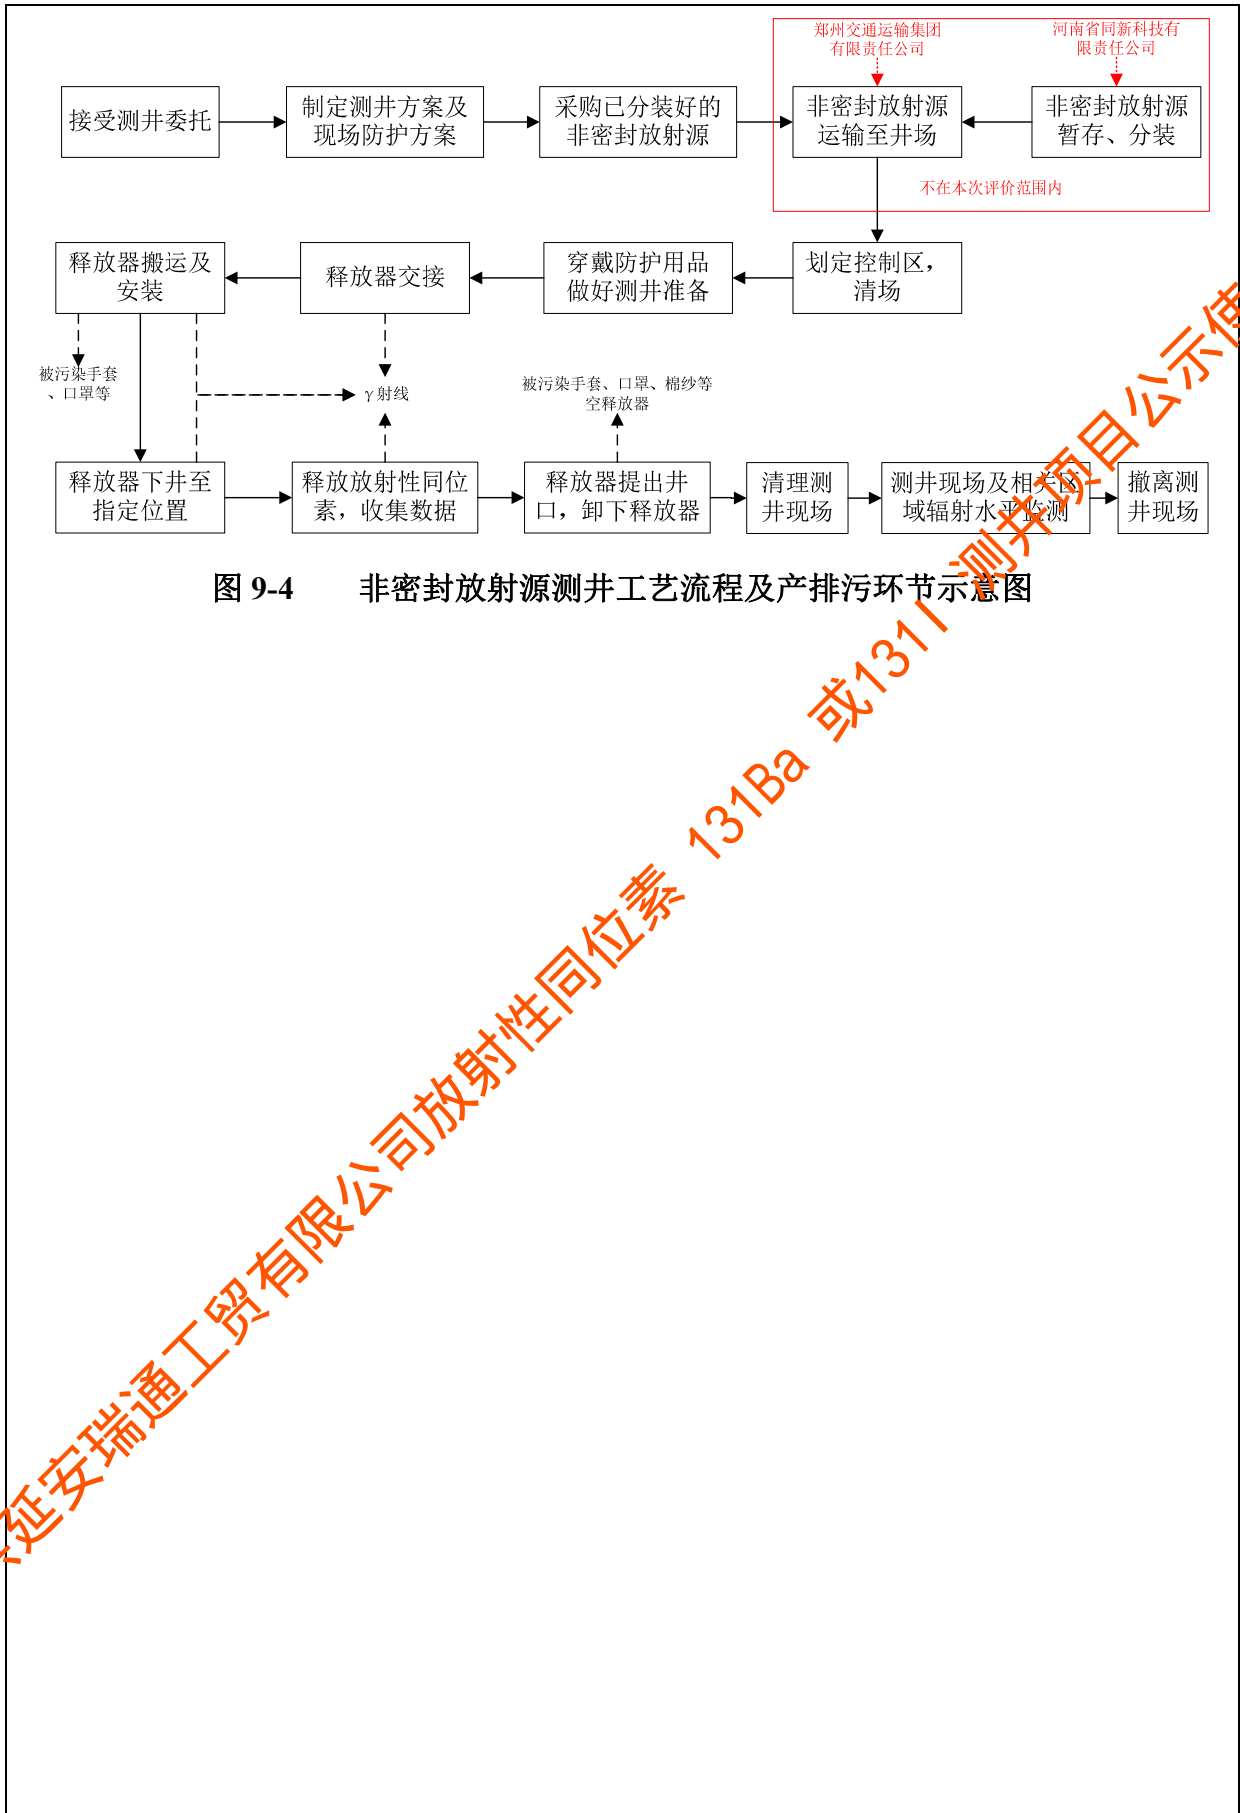 郑州交通运输集团
有限责任公司
河南省同新科技有
限责任公司
接受测井委托
制定测井方案及
现场防护方案
采购已分装好的
非密封放射源
非密封放射源
运输至井场
非密封放射源
暂存、分装
不在本次评价范围内
释放器搬运及
安装
释放器交接
穿戴防护用品
做好测井准备
划定控制区，
清场
被污染手套
、口罩等
γ射线
被污染手套、口罩、棉纱等
空释放器
释放器下井至
指定位置
释放放射性同位
素，收集数据
释放器提出井
口，卸下释放器
清理测
井现场
测井现场及相关区
域辐射水平监测
撤离测
井现场
图 9-4 非密封放射源测井工艺流程及产排污环节示意图
延安瑞通工贸有限公司放射性同位素 131Ba 或131I 测井项目公示使